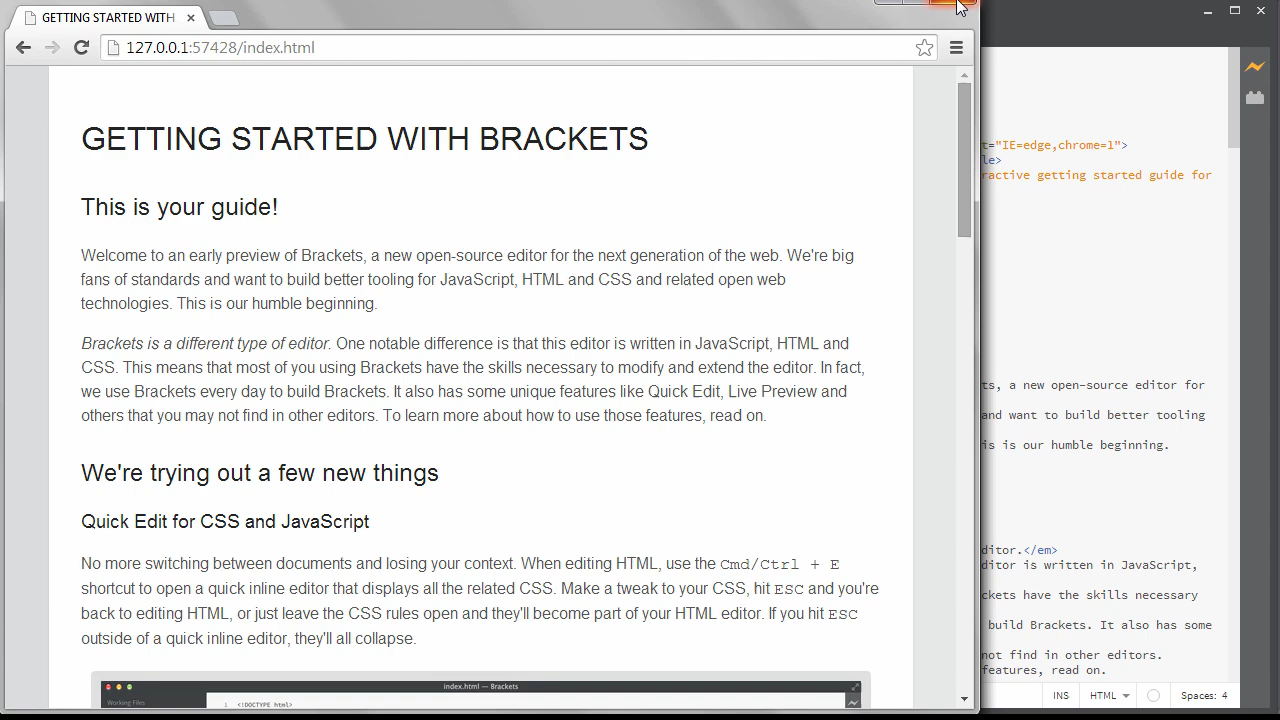 GETTING STARTED WITH
127.0.0.1:57428/index.html
GETTING STARTED WITH BRACKETS
This is your guide!
Welcome to an early preview of Brackets, a new open-source editor for the next generation of the web. We're big
fans of standards and want to build better tooling for JavaScript, HTML and CSS and related open web
technologies. This is our humble beginning.
Brackets is a different type of editor. One notable difference is that this editor is written in JavaScript, HTML and
CSS. This means that most of you using Brackets have the skills necessary to modify and extend the editor. In fact,
we use Brackets every day to build Brackets. It also has some unique features like Quick Edit, Live Preview and
others that you may not find in other editors. To learn more about how to use those features, read on.
We're trying out a few new things
Quick Edit for CSS and JavaScript
No more switching between documents and losing your context. When editing HTML, use the Cmd/Ctrl + E
shortcut to open a quick inline editor that displays all the related CSS. Make a tweak to your CSS, hit ESC and you're
back to editing HTML, or just leave the CSS rules open and they'll become part of your HTML editor. If you hit ESC
outside of a quick inline editor, they'll all collapse.
index.html — Brackets
Working Files
1 <!DOCTYPE html>
t="IE=edge,chrome=1">
le>
ractive getting started guide for
ts, a new open-source editor for
and want to build better tooling
is is our humble beginning.
ditor.</em>
ditor is written in JavaScript,
ckets have the skills necessary
build Brackets. It also has some
not find in other editors.
features, read on.
INS HTML Spaces: 4